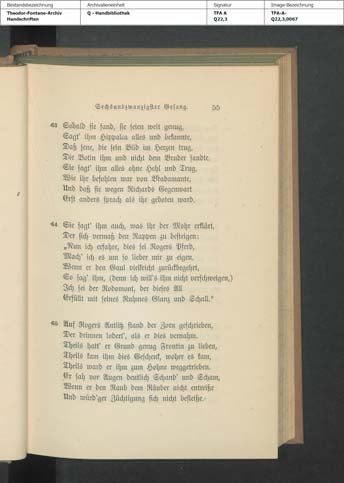 Bestandsbezeichnung Archivalieneinheit Signatur Image-Bezeichnung
Theodor-Fontane-Archiv Q - Handbibliothek TFA A TFA-A-
Handschriften Q22,3 Q22,3,0067
Sechsundzwanzigster Gesang. 55
63 Sobald sie fand, sie seien weit genug,
Sagt' ihm Hippalca alles und bekannte,
Daß jene, die sein Bild im Herzen trug,
Die Botin ihm und nicht dem Bruder sandte.
Sie sagt' ihm alles ohne Hehl und Trug,
Wie ihr befohlen war von Bradamante,
Und daß sie wegen Richards Gegenwart
Erst anders sprach als ihr geboten ward.
64 Sie sagt' ihm auch, was ihr der Mohr erklärt,
Der sich vermaß den Rappen zu besteigen:
„Nun ich erfahre, dies sei Rogers Pferd,
Mach' ich es um so lieber mir zu eigen.
Wenn er den Gaul vielleicht zurückbegehrt,
So sag' ihm, (denn ich will's ihm nicht verschweigen,)
Ich sei der Rodomont, der dieses All
Erfüllt mit seines Ruhmes Glanz und Schall."
65 Auf Rogers Antlitz stand der Zorn geschrieben,
Der drinnen lodert', als er dies vernahm.
Theils hatt' er Grund genug Frontin zu lieben,
Theils kam ihm dies Geschenk, woher es kam,
Theils ward er ihm zum Hohne weggetrieben.
Er sah vor Augen deutlich Schand' und Scham,
Wenn er den Raub dem Räuber nicht entreiße
Und würd'ger Züchtigung sich nicht befleiße.